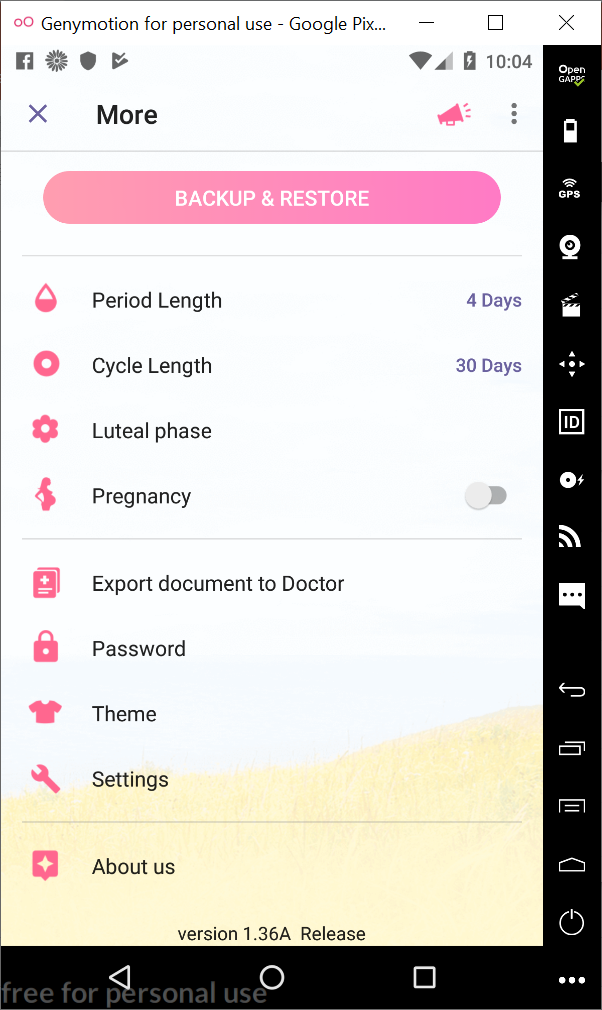 Genymotion for personal use - Google Pix...
10:04
Open
GAPPS
More
BACKUP & RESTORE
GPS
Period Length 4 Days
Cycle Length 30 Days
Luteal phase
ID
Pregnancy
Export document to Doctor
Password
Theme
Settings
About us
version 1.36A Release
free for personal use